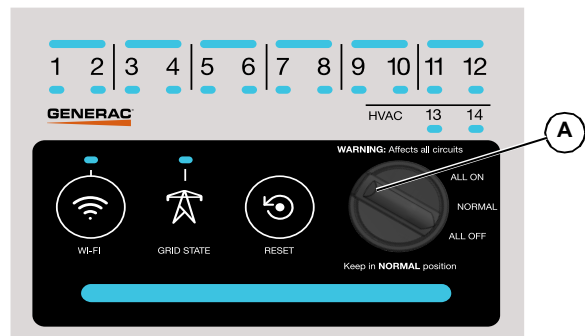 1 2 3 4 5 6 7 8 9 10 11 12
GENERAC
HVAC 13 14
A
WARNING: Affects all circuits
ALL ON
NORMAL
ALL OFF
WI-FI GRID STATE RESET
Keep in NORMAL position